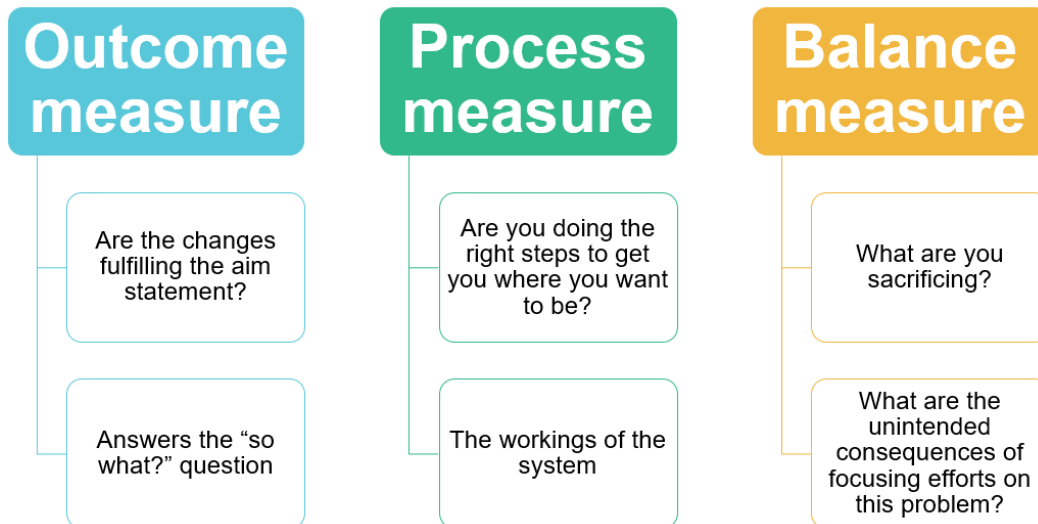 Outcome
measure
Are the changes
fulfilling the aim
statement?
Answers the “so
what?” question
Process
measure
Are you doing the
right steps to get
you where you want
to be?
The workings of the
system
Balance
measure
What are you
sacrificing?
What are the
unintended
consequences of
focusing efforts on
this problem?